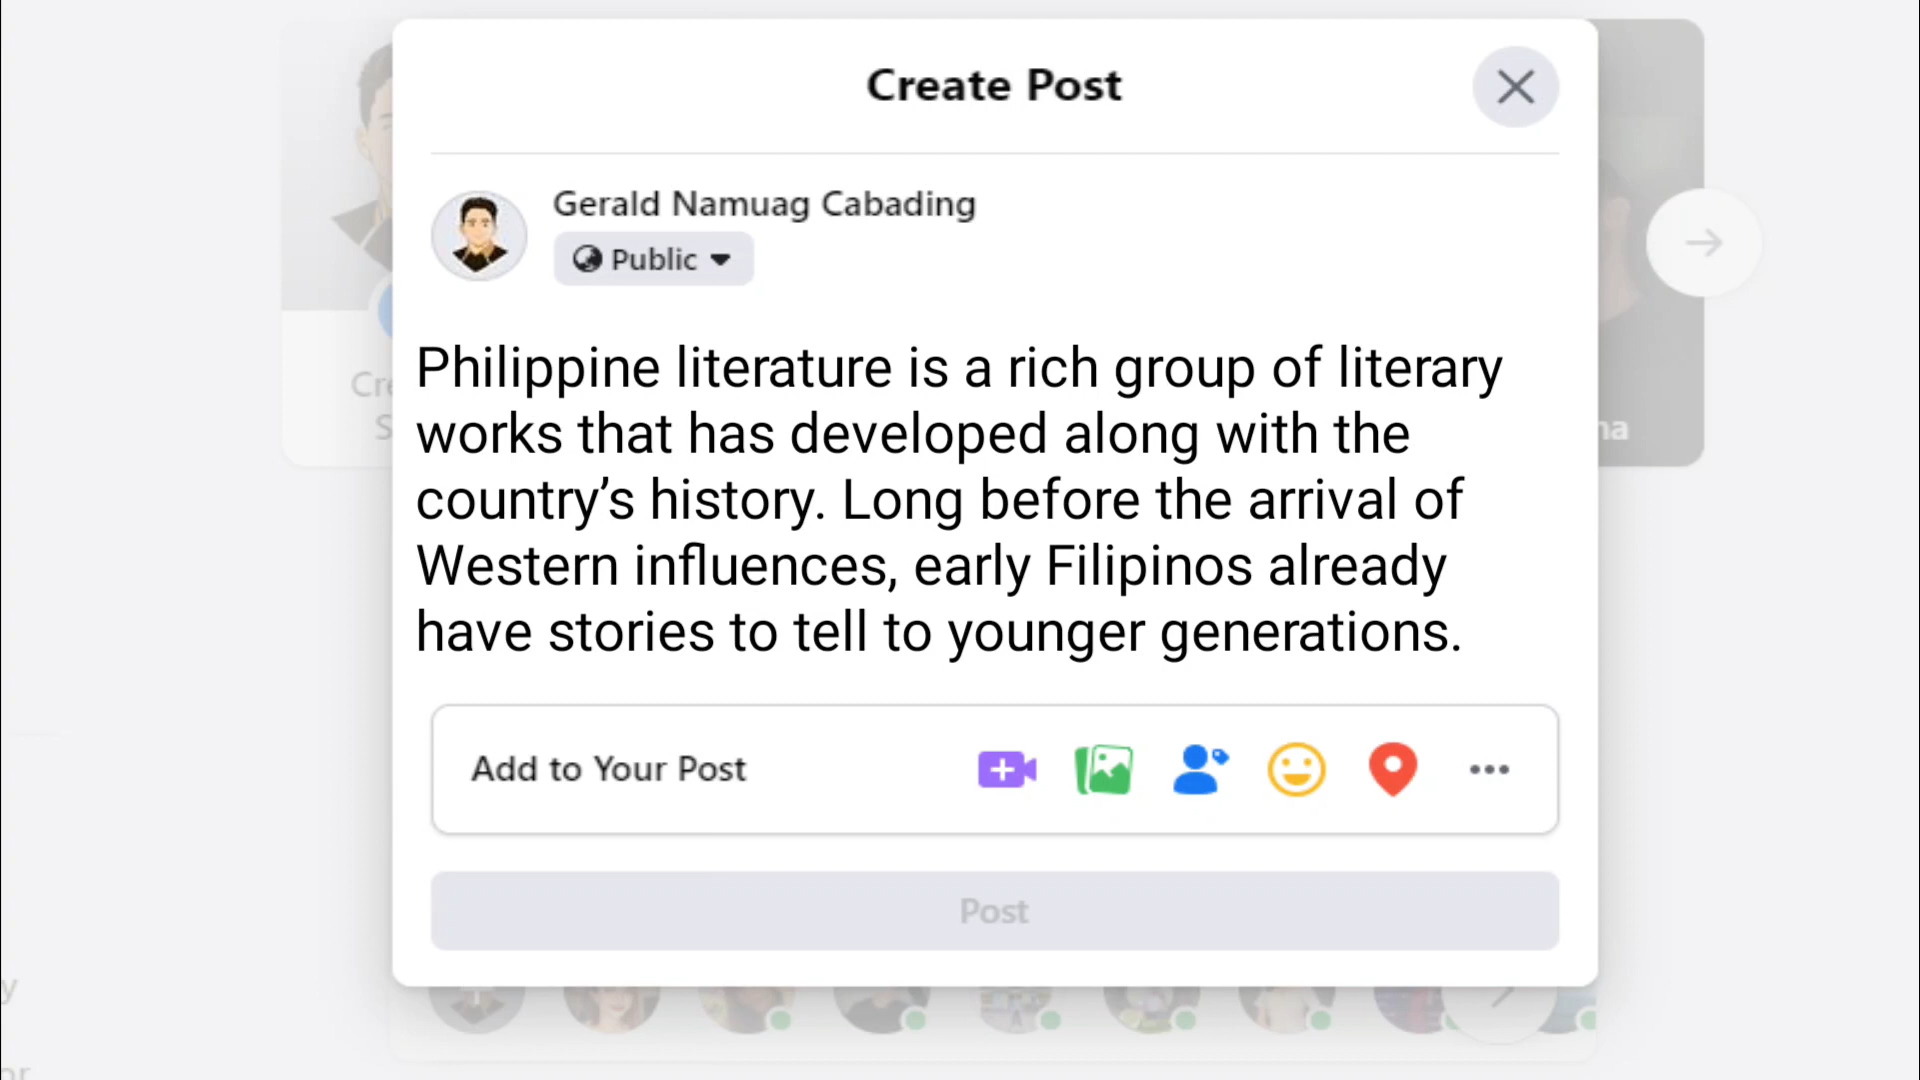 Create Post
Gerald Namuag Cabading
Public
Philippine literature is a rich group of literary
works that has developed along with the
country’s history. Long before the arrival of
Western influences, early Filipinos already
have stories to tell to younger generations.
Add to Your Post
Post